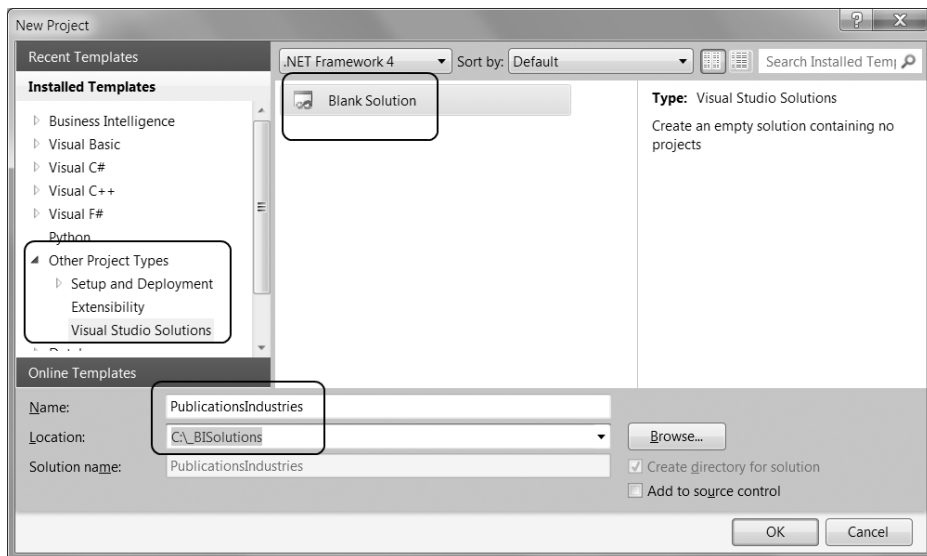 New Project
Recent Templates
Installed Templates
Business Intelligence
Visual Basic
Visual C#
Visual C++
Visual F#
Python
Other Project Types
Setup and Deployment
Extensibility
Visual Studio Solutions
Online Templates
.NET Framework 4
Sort by: Default
Search Installed Tem
Blank Solution
Type: Visual Studio Solutions
Create an empty solution containing no
projects
Name: PublicationsIndustries
Location: C:\_BISolutions
Browse...
Solution name: PublicationsIndustries
Create directory for solution
Add to source control
OK
Cancel